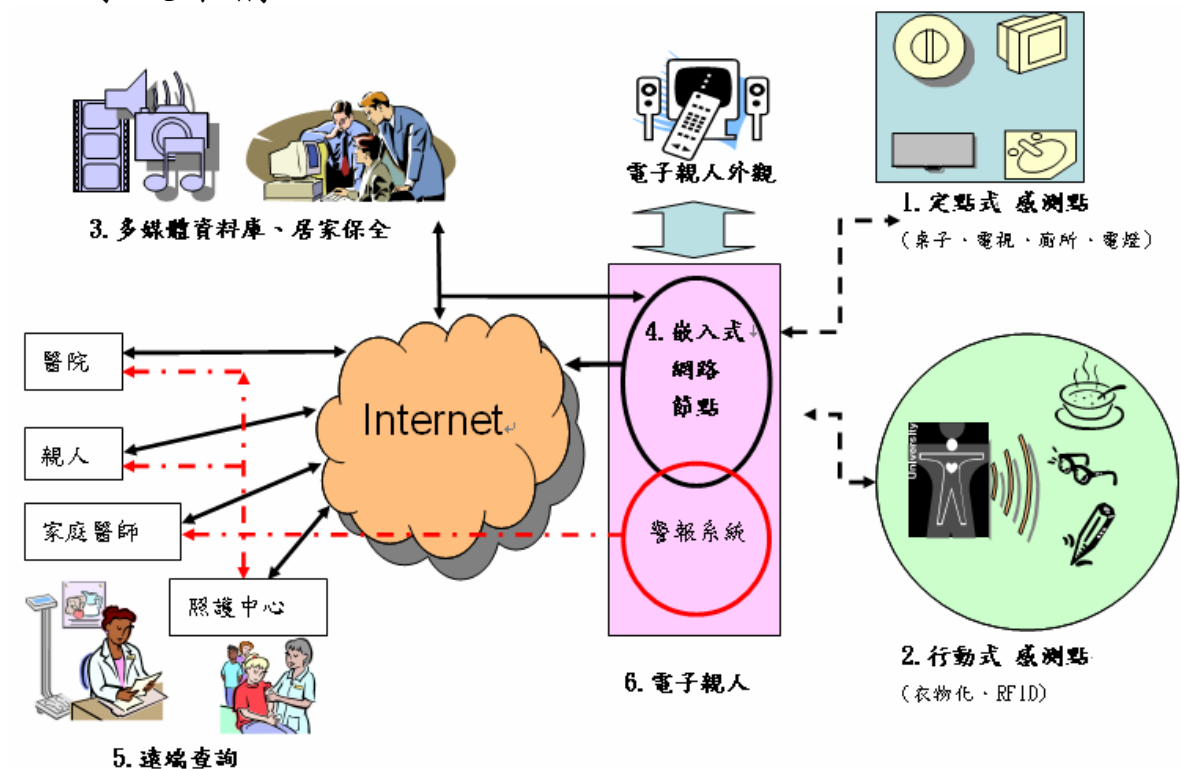 電子親人外觀
1.定點式 感測點
(桌子、電視、廁所、電燈)
3.多媒體資料庫、居家保全
4.嵌入式
網路
節點
醫院
Internet
University
親人
家庭醫師
警報系統
照護中心
2.行動式 感測點
(衣物化、RFID)
6.電子親人
5.遠端查詢